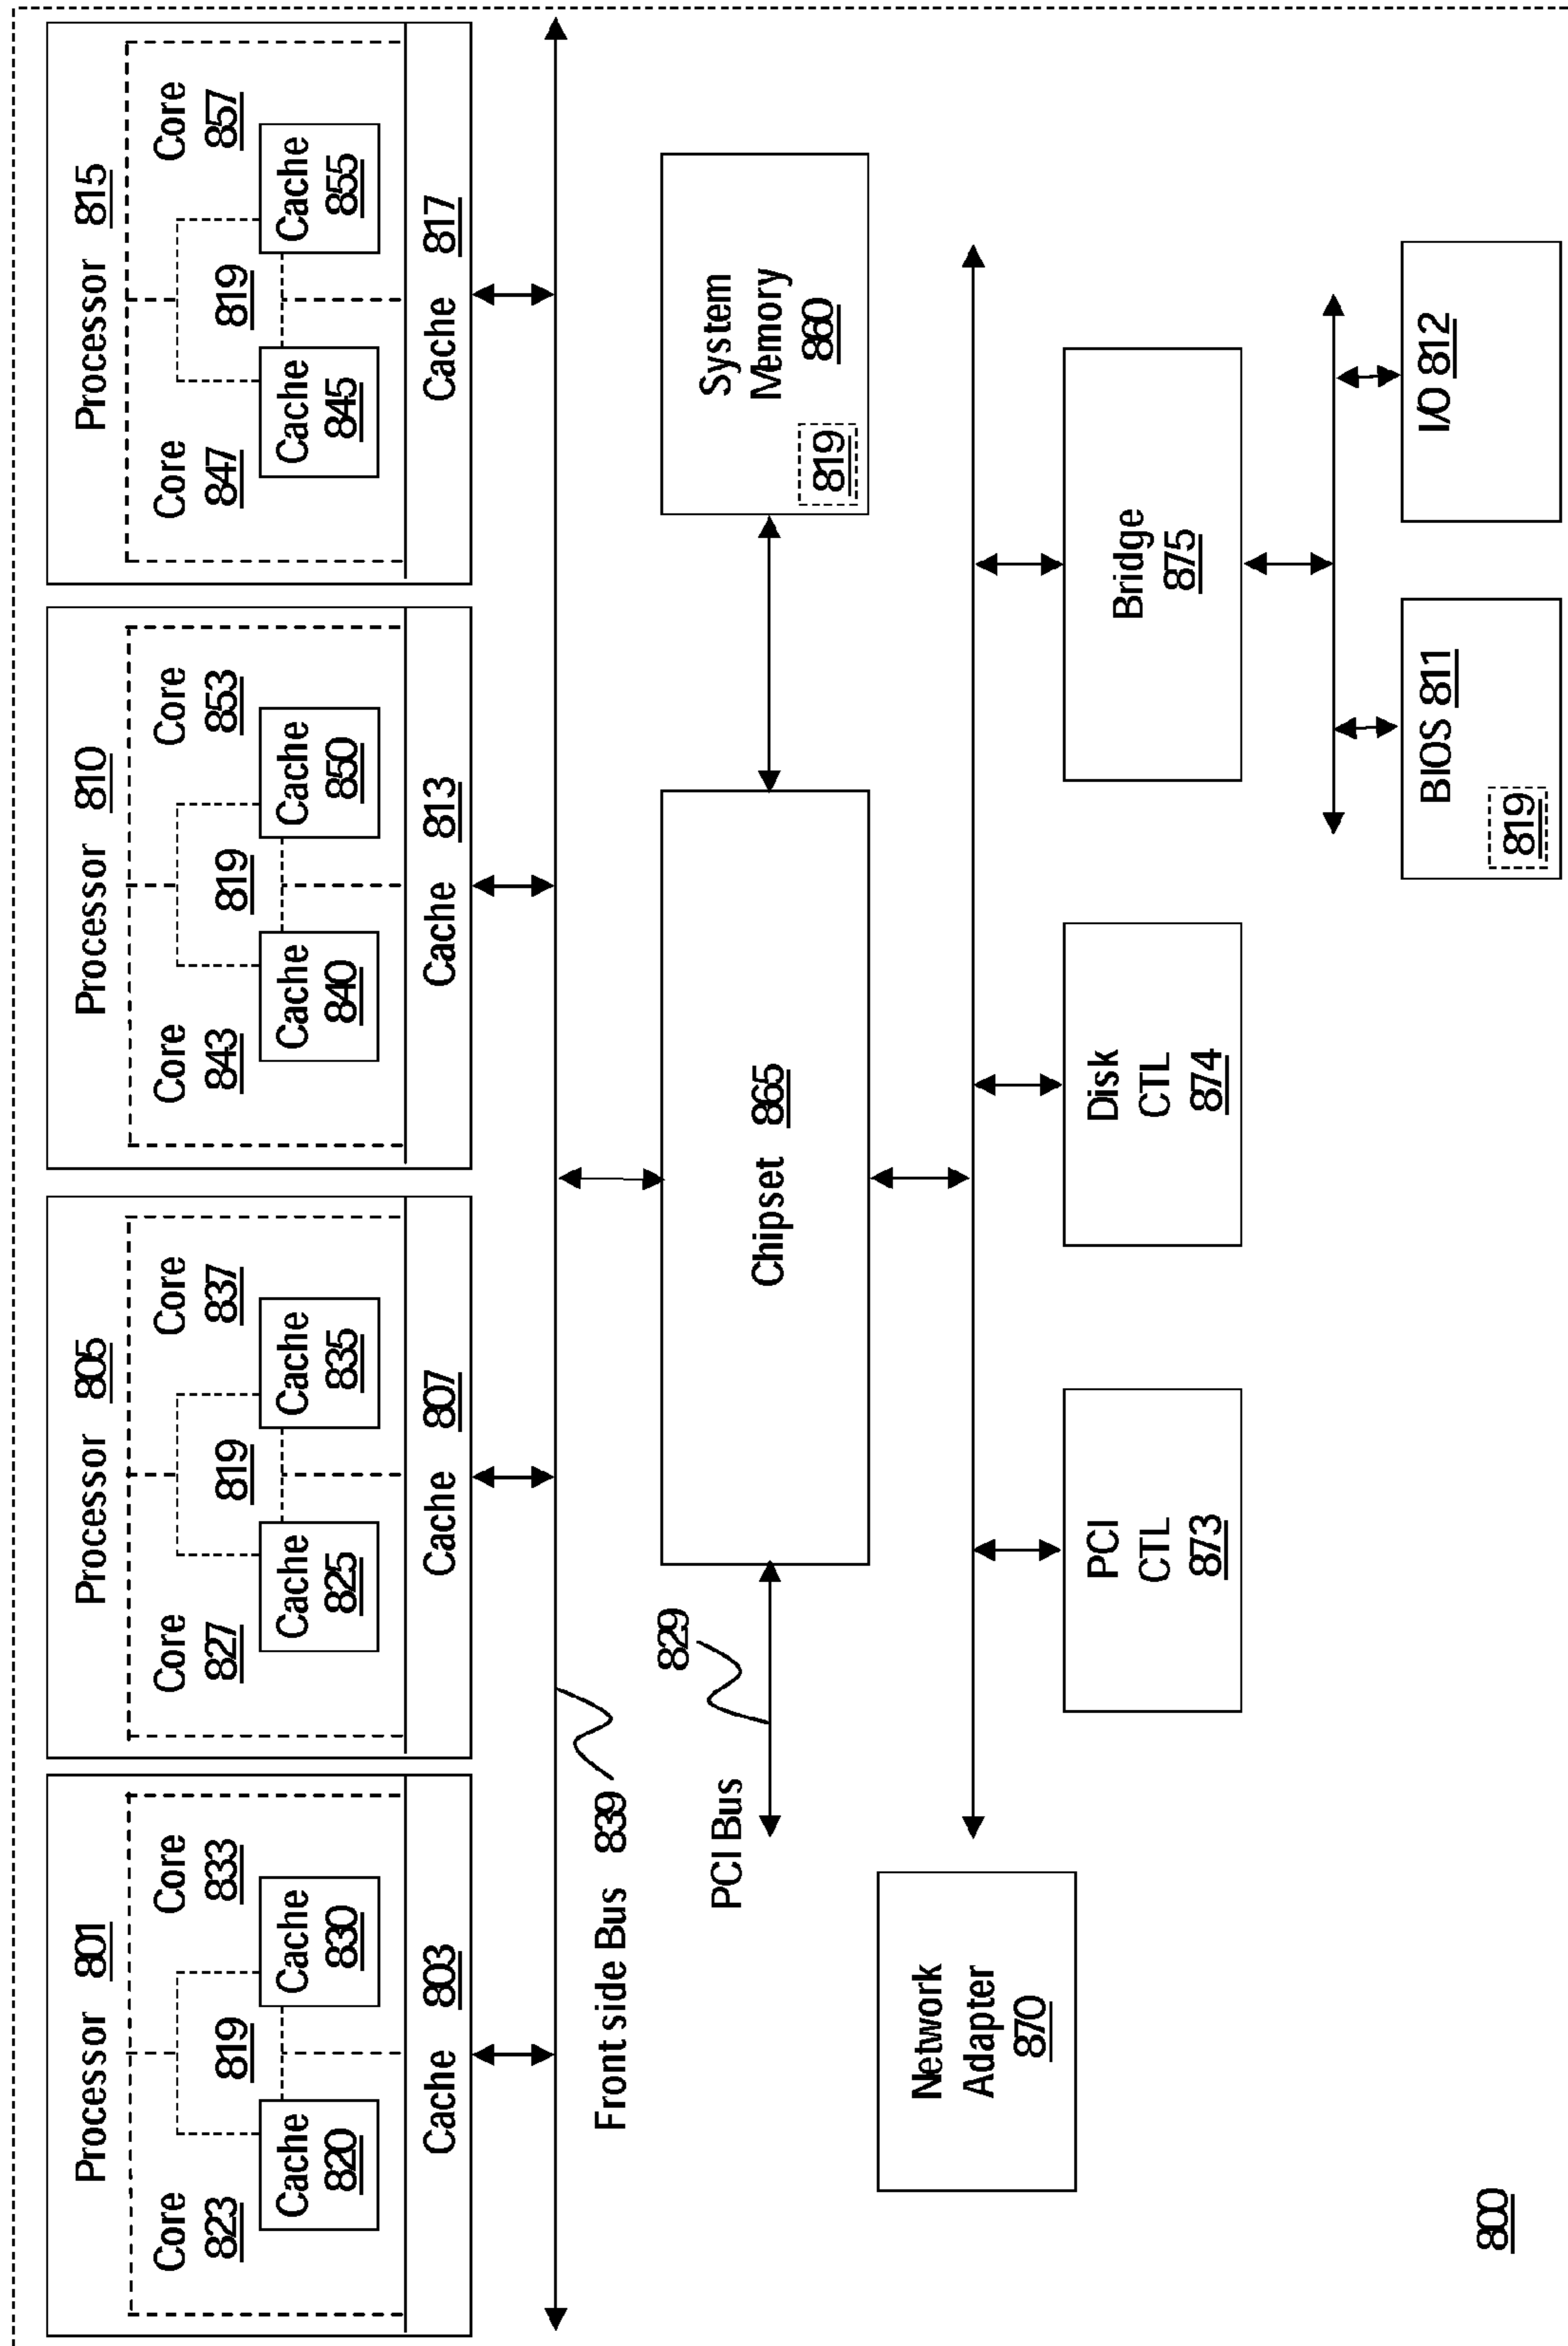 Processor 801
Core
823
Core
833
819
Cache
820
Cache
830
Cache 803
Processor 805
Core
827
Core
837
819
Cache
825
Cache
835
Cache 807
Processor 810
Core
843
Core
853
819
Cache
840
Cache
850
Cache 813
Processor 815
Core
847
Core
857
819
Cache
845
Cache
855
Cache 817
Front side Bus 839
PCI Bus
829
Chipset 865
System
Memory
860
819
Network
Adapter
870
PCI
CTL
873
Disk
CTL
874
Bridge
875
BIOS 811
819
I/O 812
800